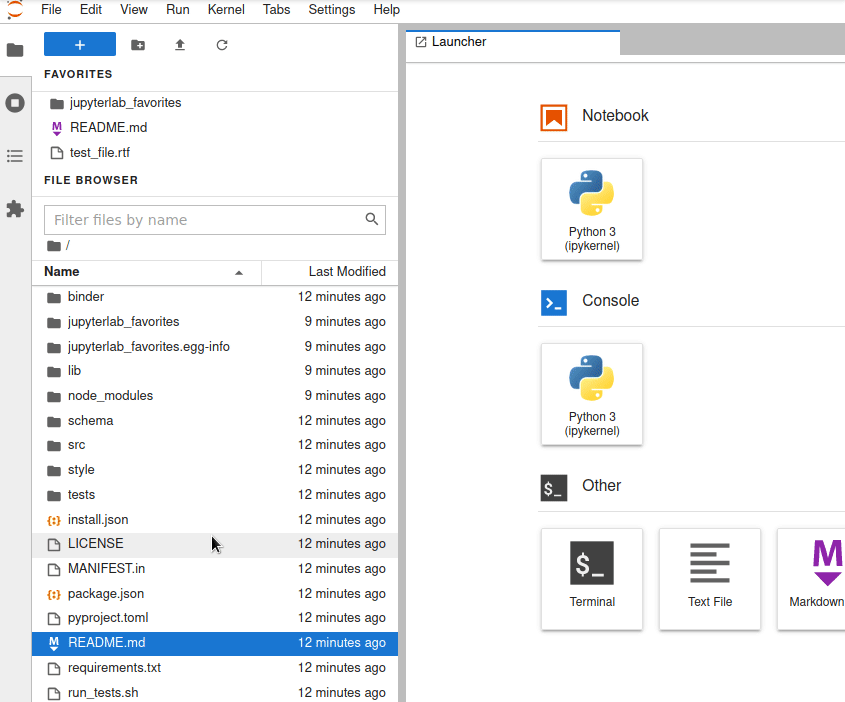 File Edit View Run Kernel Tabs Settings Help
+
FAVORITES
jupyterlab_favorites
README.md
test_file.rtf
FILE BROWSER
Filter files by name
/
Name Last Modified
binder 12 minutes ago
jupyterlab_favorites 9 minutes ago
jupyterlab_favorites.egg-info 9 minutes ago
lib 9 minutes ago
node_modules 9 minutes ago
schema 12 minutes ago
src 12 minutes ago
style 12 minutes ago
tests 12 minutes ago
install.json 12 minutes ago
LICENSE 12 minutes ago
MANIFEST.in 12 minutes ago
package.json 12 minutes ago
pyproject.toml 12 minutes ago
README.md 12 minutes ago
requirements.txt 12 minutes ago
run_tests.sh 12 minutes ago
Launcher
Notebook
Python 3
(ipykernel)
Console
Python 3
(ipykernel)
$_ Other
$_
Terminal
Text File
M
Markdown